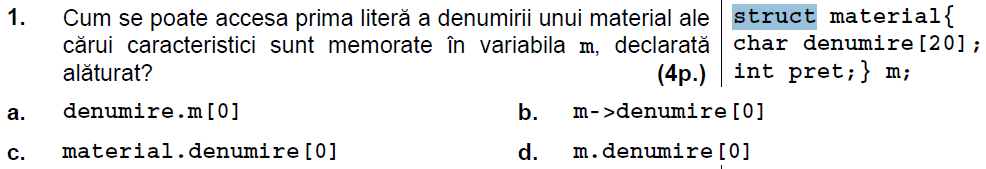 1. Cum se poate accesa prima literă a denumirii unui material ale
cărui caracteristici sunt memorate în variabila m, declarată
alăturat? (4p.)
struct material{
char denumire[20];
int pret;} m;
a. denumire.m[0]
b. m->denumire[0]
c. material.denumire[0]
d. m.denumire[0]